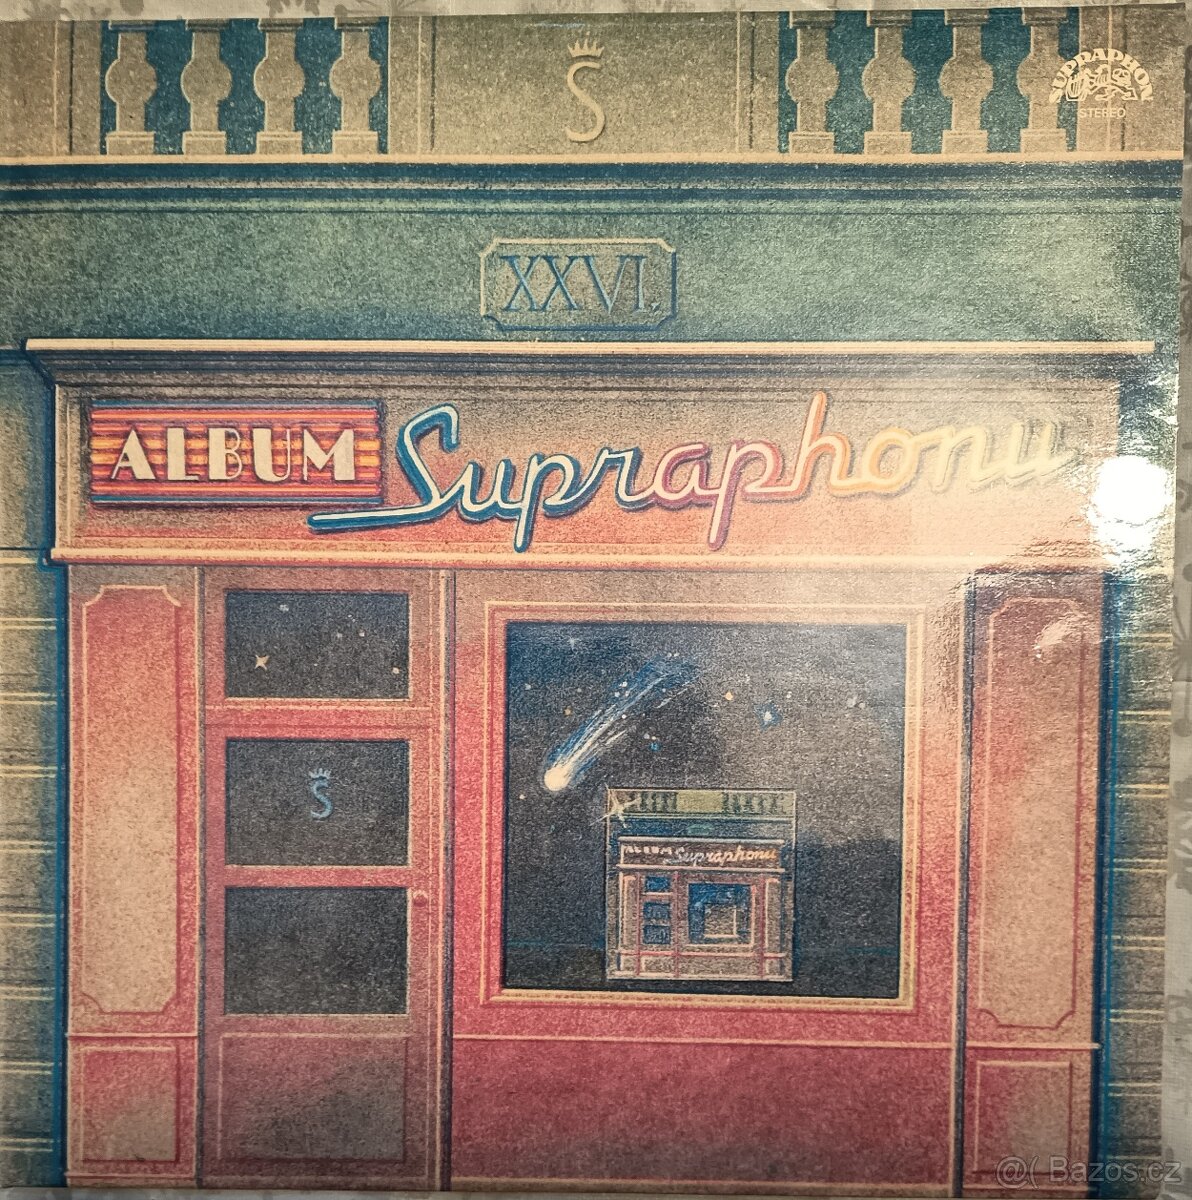 Š
SUPRAPHON
STEREO
XXVI.
ALBUM Supraphonu
Š
ALBUM Supraphonu
@( Bazos.cz